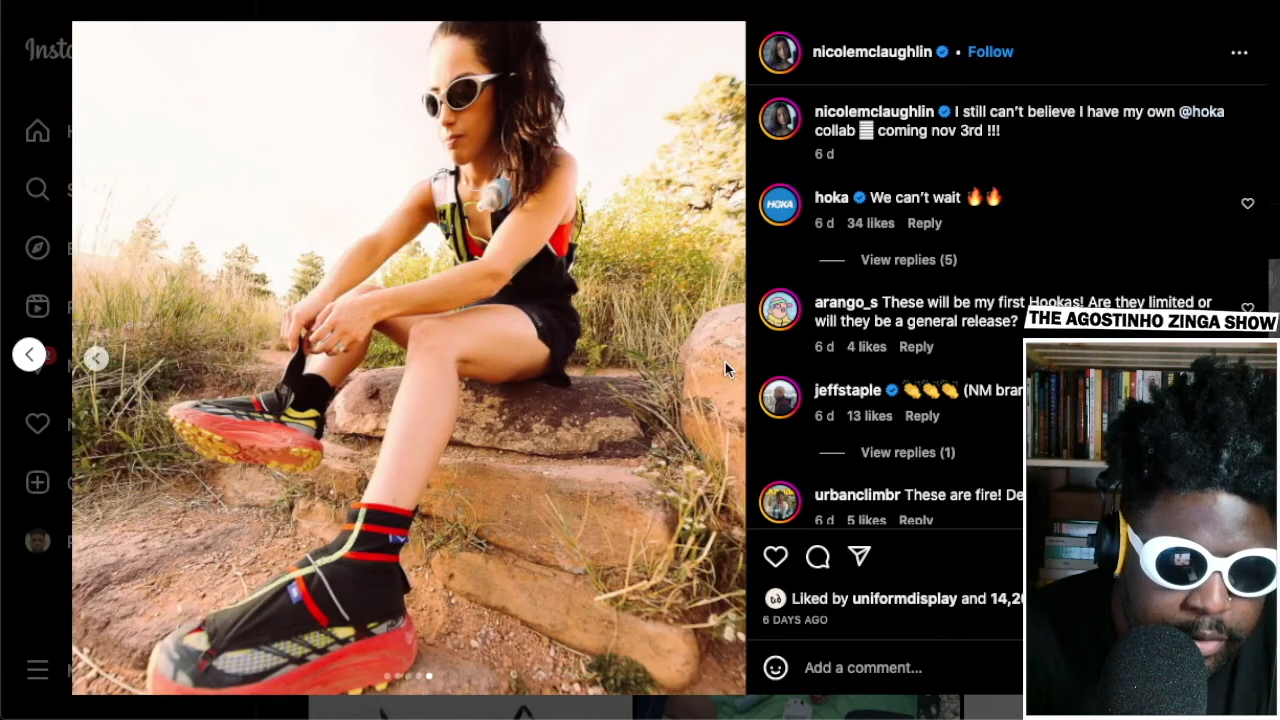 Insta
nicolemclaughlin • Follow
nicolemclaughlin I still can’t believe I have my own @hoka
collab coming nov 3rd !!!
6 d
HOKA
hoka We can’t wait 🔥🔥
6 d 34 likes Reply
View replies (5)
arango_s These will be my first Hookas! Are they limited or
will they be a general release?
6 d 4 likes Reply
THE AGOSTINHO ZINGA SHOW
jeffstaple 👏👏👏 (NM bran
6 d 13 likes Reply
View replies (1)
urbanclimbr These are fire! De
6 d 5 likes Reply
Liked by uniformdisplay and 14,20
6 DAYS AGO
Add a comment...